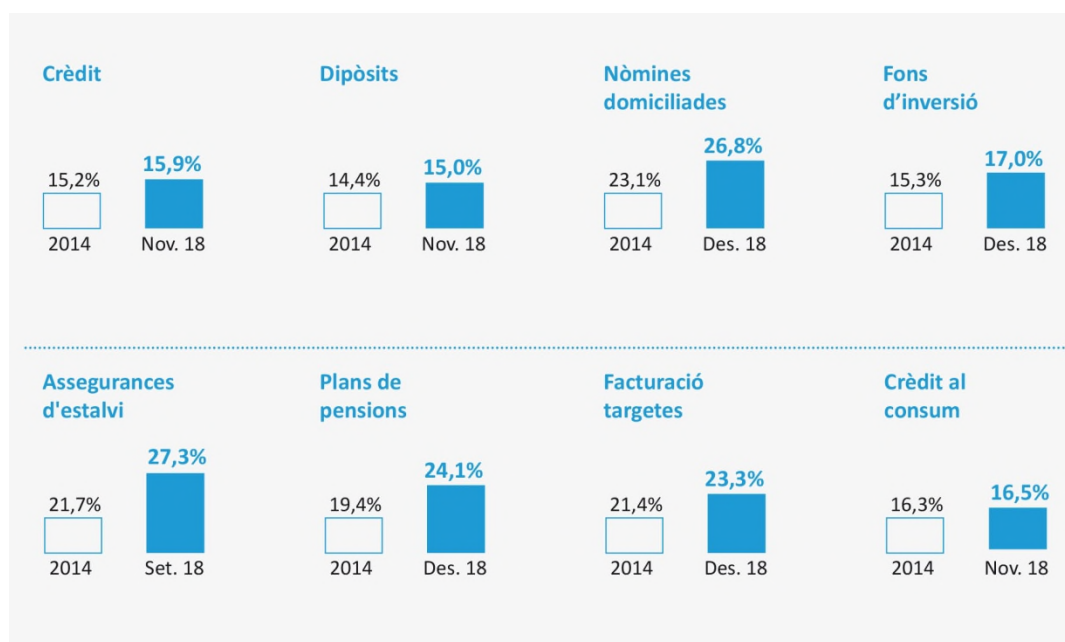 Crèdit
15,2%
15,9%
2014
Nov. 18
Dipòsits
14,4%
15,0%
2014
Nov. 18
Nòmines
domiciliades
23,1%
26,8%
2014
Des. 18
Fons
d’inversió
15,3%
17,0%
2014
Des. 18
Assegurances
d'estalvi
21,7%
27,3%
2014
Set. 18
Plans de
pensions
19,4%
24,1%
2014
Des. 18
Facturació
targetes
21,4%
23,3%
2014
Des. 18
Crèdit al
consum
16,3%
16,5%
2014
Nov. 18